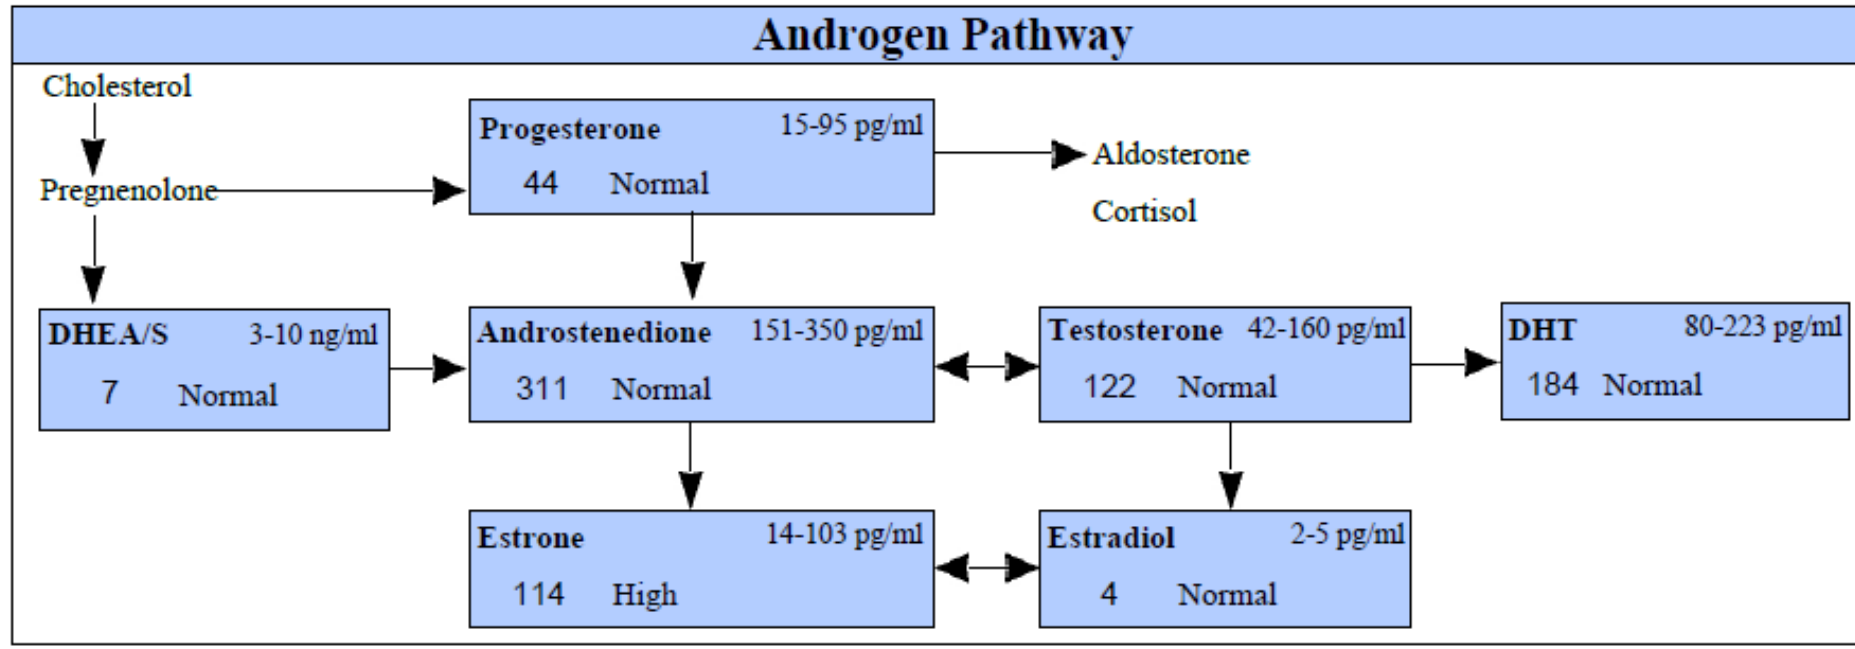 Androgen Pathway
Cholesterol
Progesterone 15-95 pg/ml
44 Normal
Aldosterone
Cortisol
Pregnenolone
DHEA/S 3-10 ng/ml
7 Normal
Androstenedione 151-350 pg/ml
311 Normal
Testosterone 42-160 pg/ml
122 Normal
DHT 80-223 pg/ml
184 Normal
Estrone 14-103 pg/ml
114 High
Estradiol 2-5 pg/ml
4 Normal